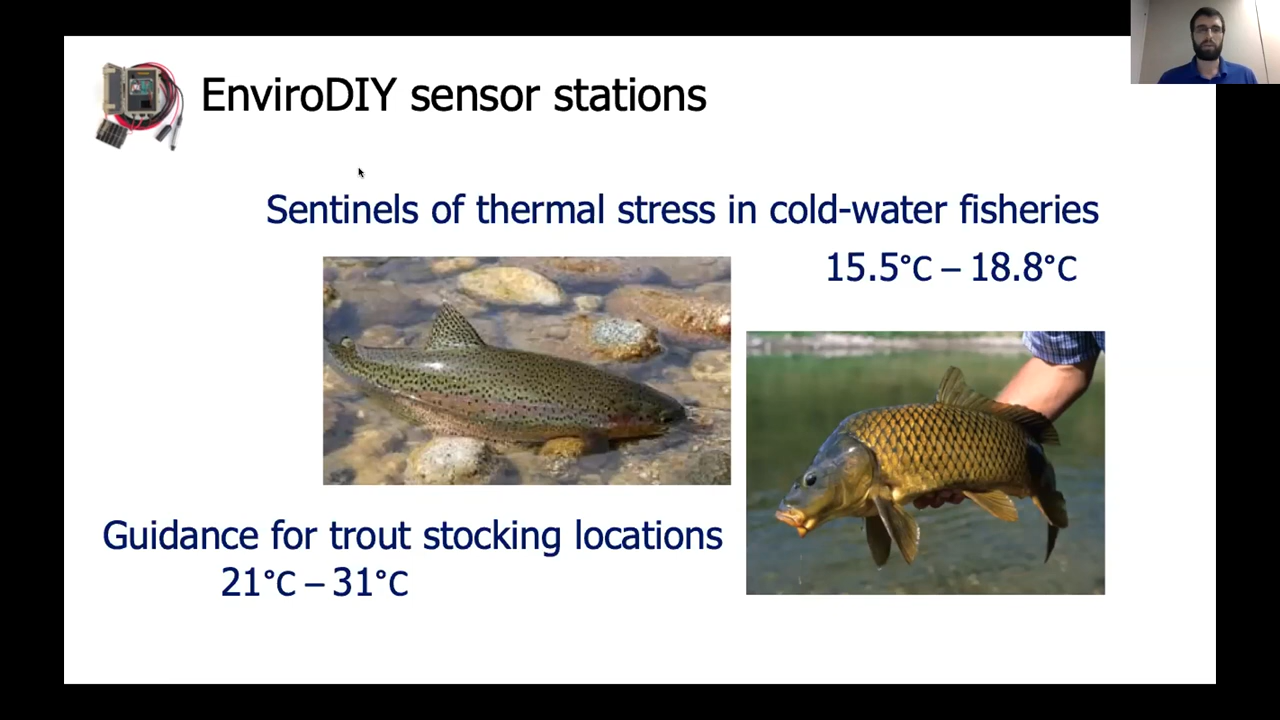 EnviroDIY sensor stations
Sentinels of thermal stress in cold-water fisheries
15.5°C – 18.8°C
Guidance for trout stocking locations
21°C – 31°C